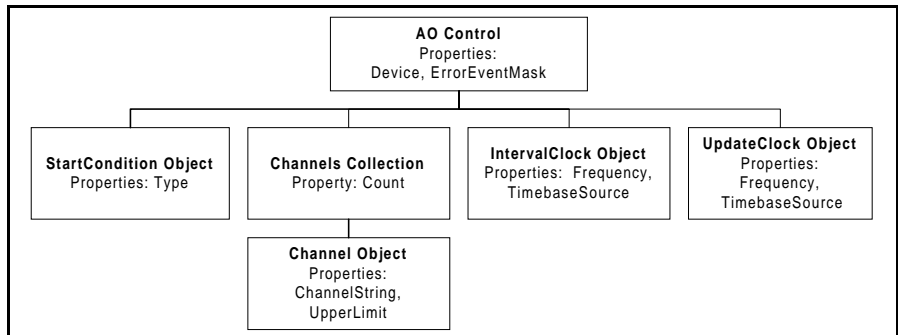 AO Control
Properties:
Device, ErrorEventMask
StartCondition Object
Properties: Type
Channels Collection
Property: Count
IntervalClock Object
Properties: Frequency,
TimebaseSource
UpdateClock Object
Properties:
Frequency,
TimebaseSource
Channel Object
Properties:
ChannelString,
UpperLimit